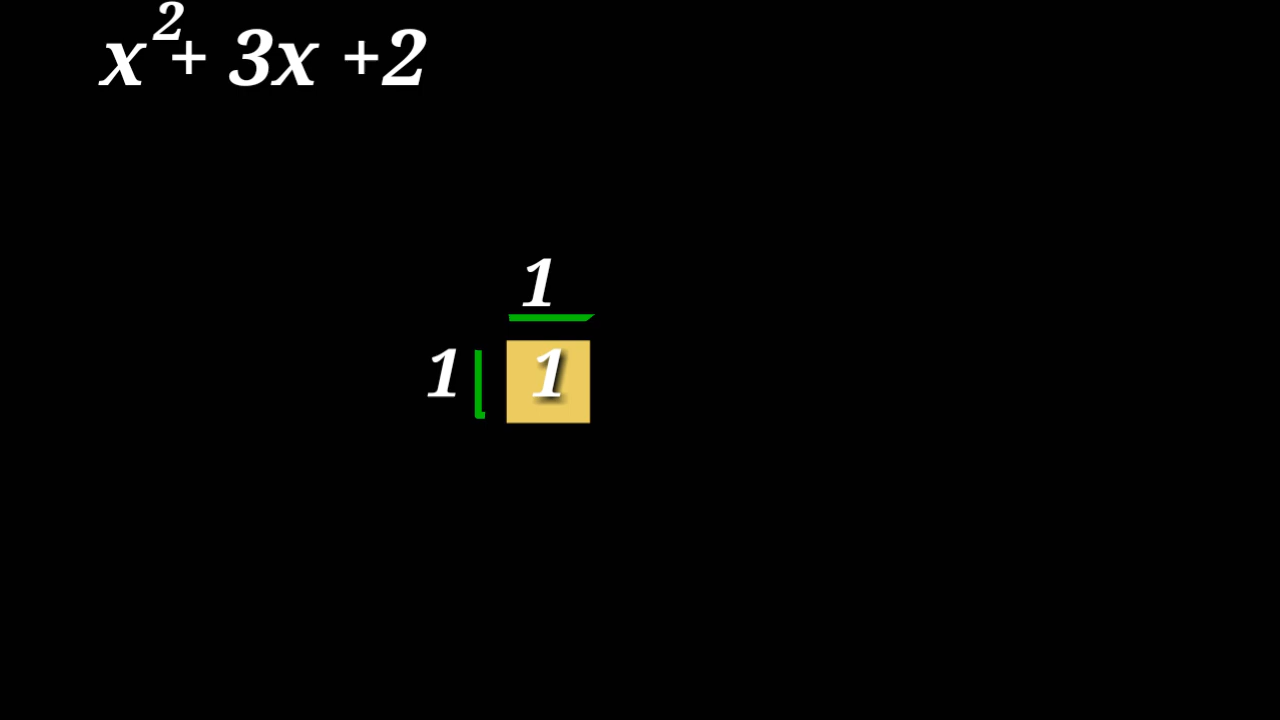 x²+ 3x +2
1
1 1